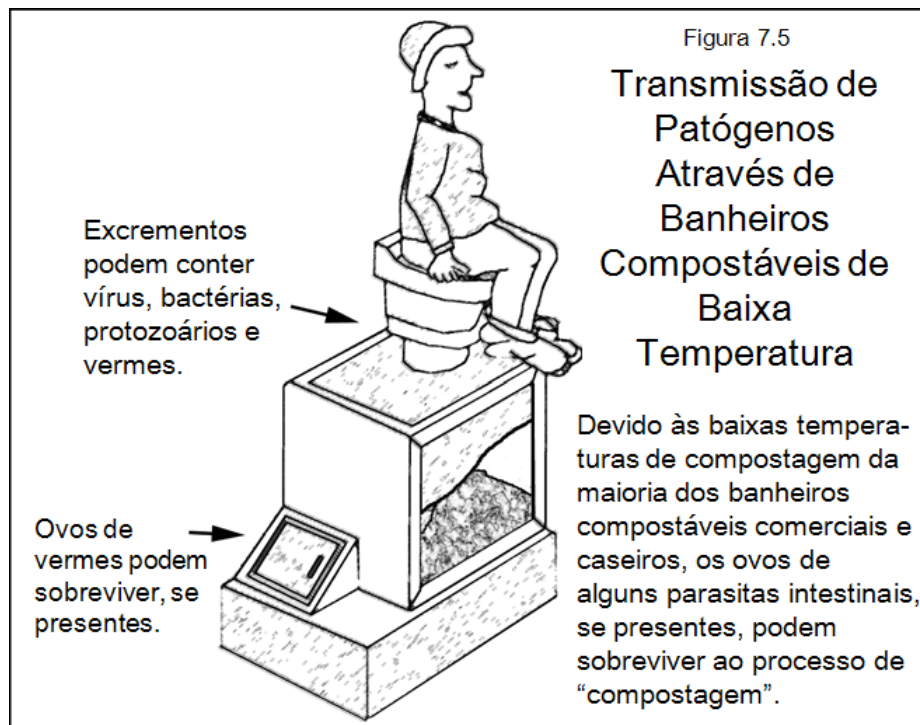 Figura 7.5
Transmissão de
Patógenos
Através de
Banheiros
Compostáveis de
Baixa
Temperatura
Excrementos
podem conter
vírus, bactérias,
protozoários e
vermes.
Ovos de
vermes podem
sobreviver, se
presentes.
Devido às baixas tempera-
turas de compostagem da
maioria dos banheiros
compostáveis comerciais e
caseiros, os ovos de
alguns parasitas intestinais,
se presentes, podem
sobreviver ao processo de
“compostagem”.